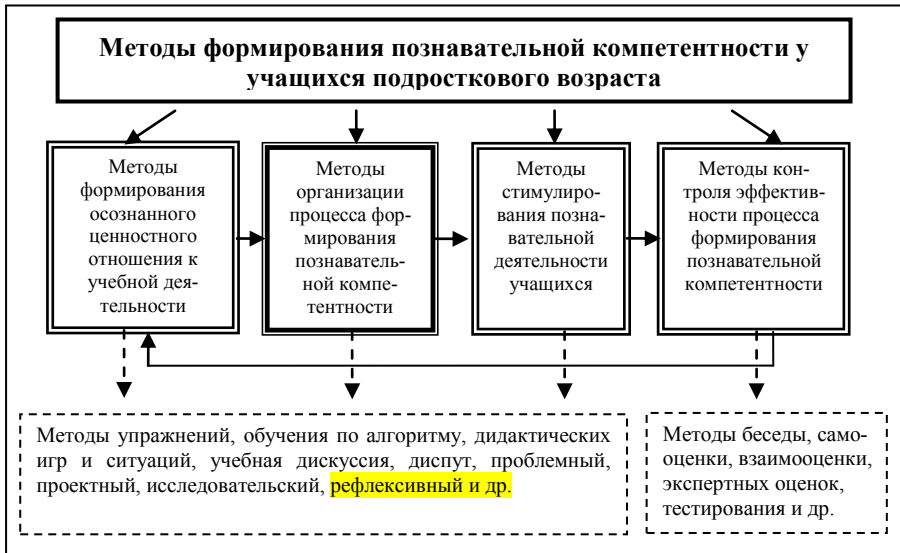 Методы формирования познавательной компетентности у
учащихся подросткового возраста
Методы
формирования
осознанного
ценностного
отношения к
учебной дея-
тельности
Методы
организации
процесса фор-
мирования
познаватель-
ной компе-
тентности
Методы
стимулиро-
вания позна-
вательной
деятельности
учащихся
Методы кон-
троля эффектив-
ности процесса
формирования
познавательной
компетентности
Методы упражнений, обучения по алгоритму, дидактических
игр и ситуаций, учебная дискуссия, диспут, проблемный,
проектный, исследовательский, рефлексивный и др.
Методы беседы, само-
оценки, взаимооценки,
экспертных оценок,
тестирования и др.